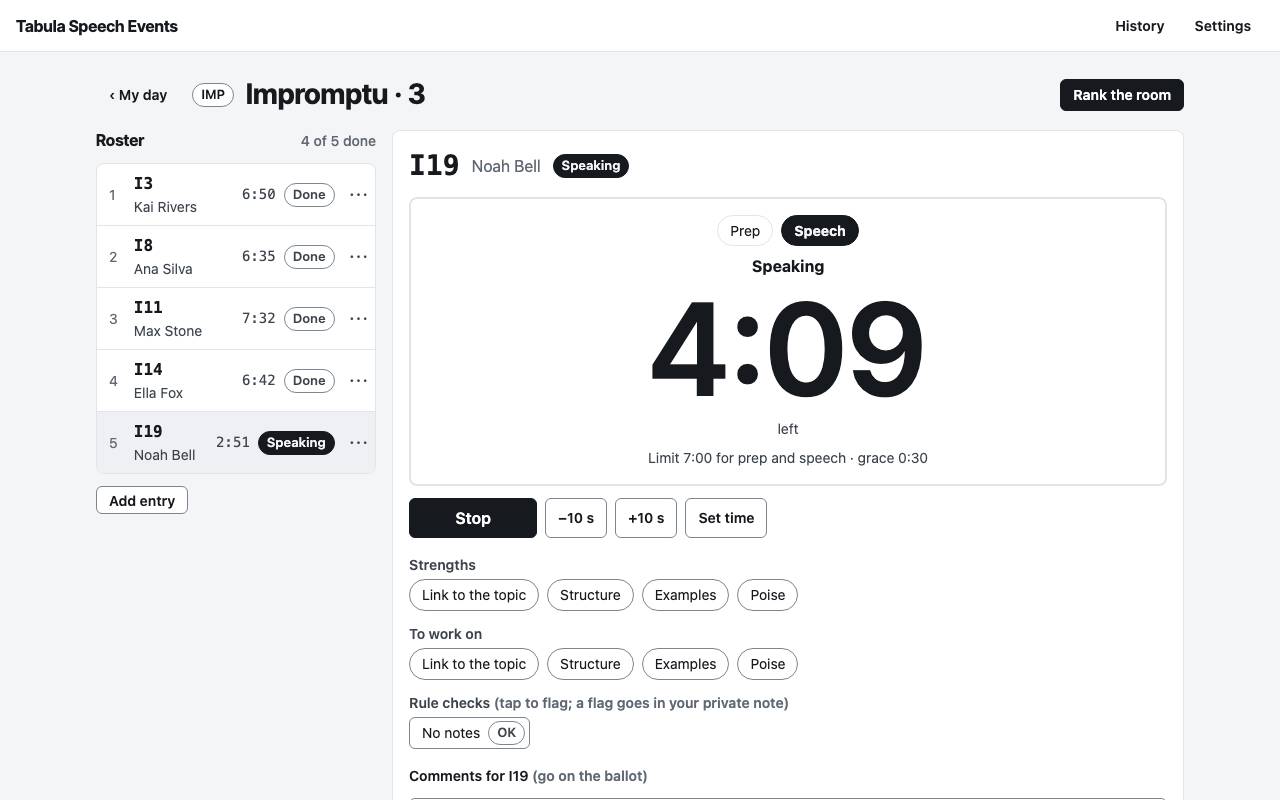 Tabula Speech Events
History
Settings
‹ My day
IMP
Impromptu · 3
Rank the room
Roster
4 of 5 done
1
I3
Kai Rivers
6:50
Done
···
2
I8
Ana Silva
6:35
Done
···
3
I11
Max Stone
7:32
Done
···
4
I14
Ella Fox
6:42
Done
···
5
I19
Noah Bell
2:51
Speaking
···
Add entry
I19
Noah Bell
Speaking
Prep
Speech
Speaking
4:09
left
Limit 7:00 for prep and speech · grace 0:30
Stop
−10 s
+10 s
Set time
Strengths
Link to the topic
Structure
Examples
Poise
To work on
Link to the topic
Structure
Examples
Poise
Rule checks (tap to flag; a flag goes in your private note)
No notes
OK
Comments for I19 (go on the ballot)